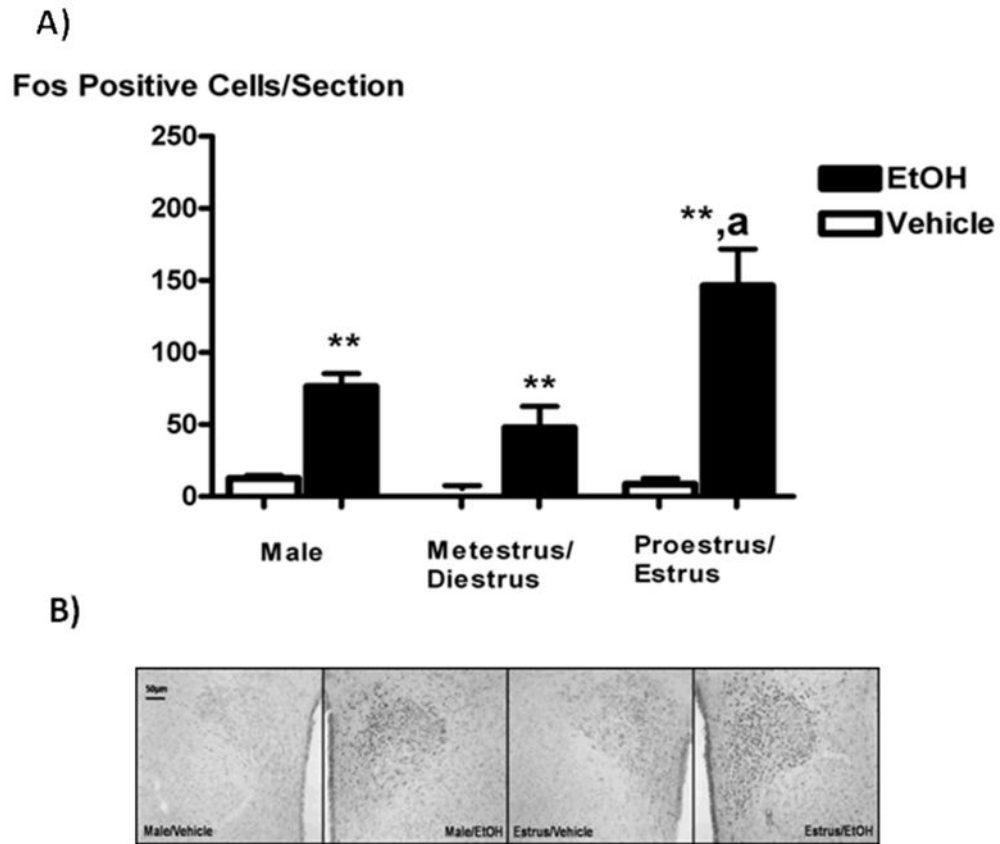 A)
Fos Positive Cells/Section
250
200
150
100
50
0
EtOH
Vehicle
**
**
**,a
Male
Metestrus/
Diestrus
Proestrus/
Estrus
B)
50µm
Male/Vehicle
Male/EtOH
Estrus/Vehicle
Estrus/EtOH